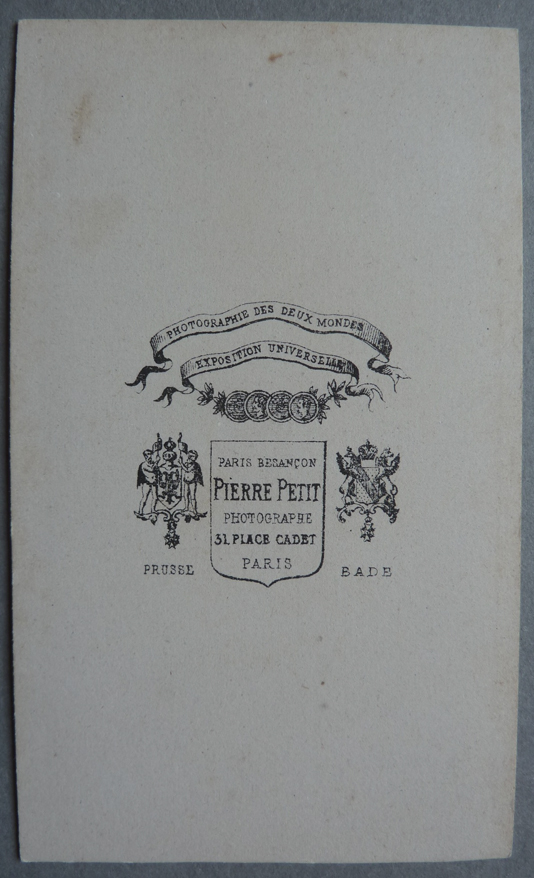 PHOTOGRAPHIE DES DEUX MONDES
EXPOSITION UNIVERSELLE
PARIS BESANÇON
PIERRE PETIT
PHOTOGRAPHE
31, PLACE CADET
PARIS
PRUSSE
BADE